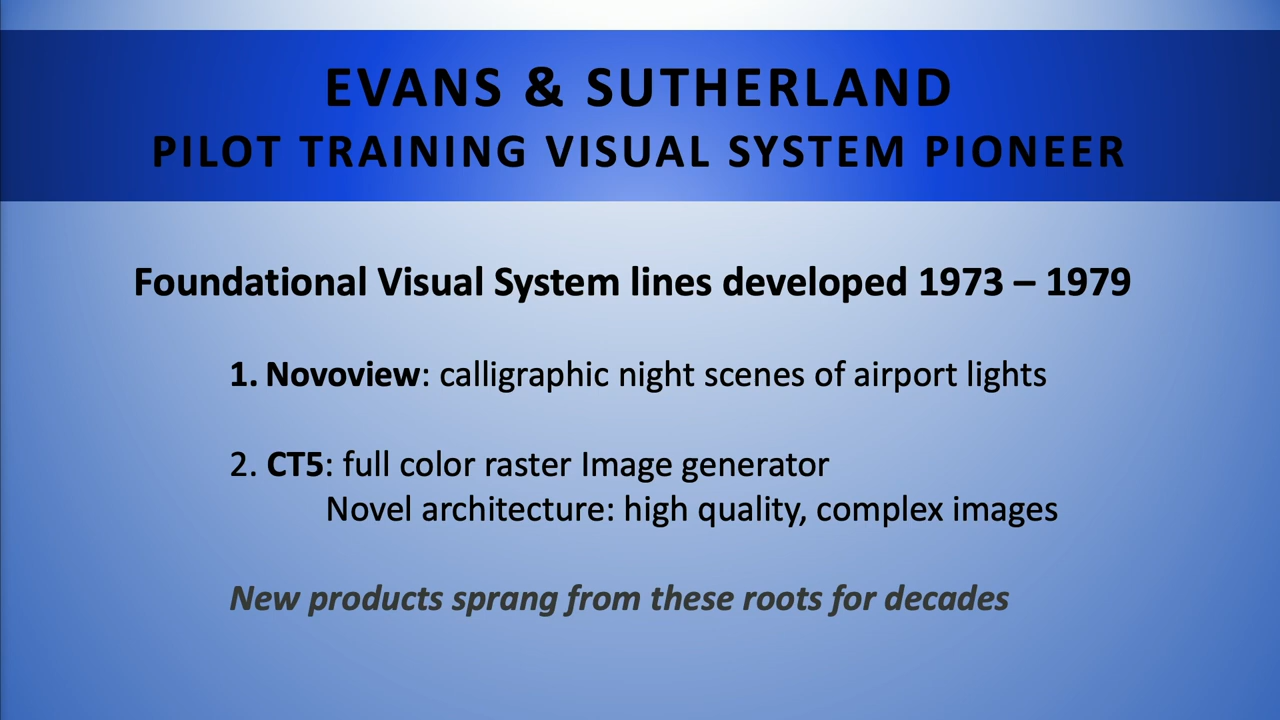 EVANS & SUTHERLAND
PILOT TRAINING VISUAL SYSTEM PIONEER
Foundational Visual System lines developed 1973 – 1979
1. Novoview: calligraphic night scenes of airport lights
2. CT5: full color raster Image generator
Novel architecture: high quality, complex images
New products sprang from these roots for decades